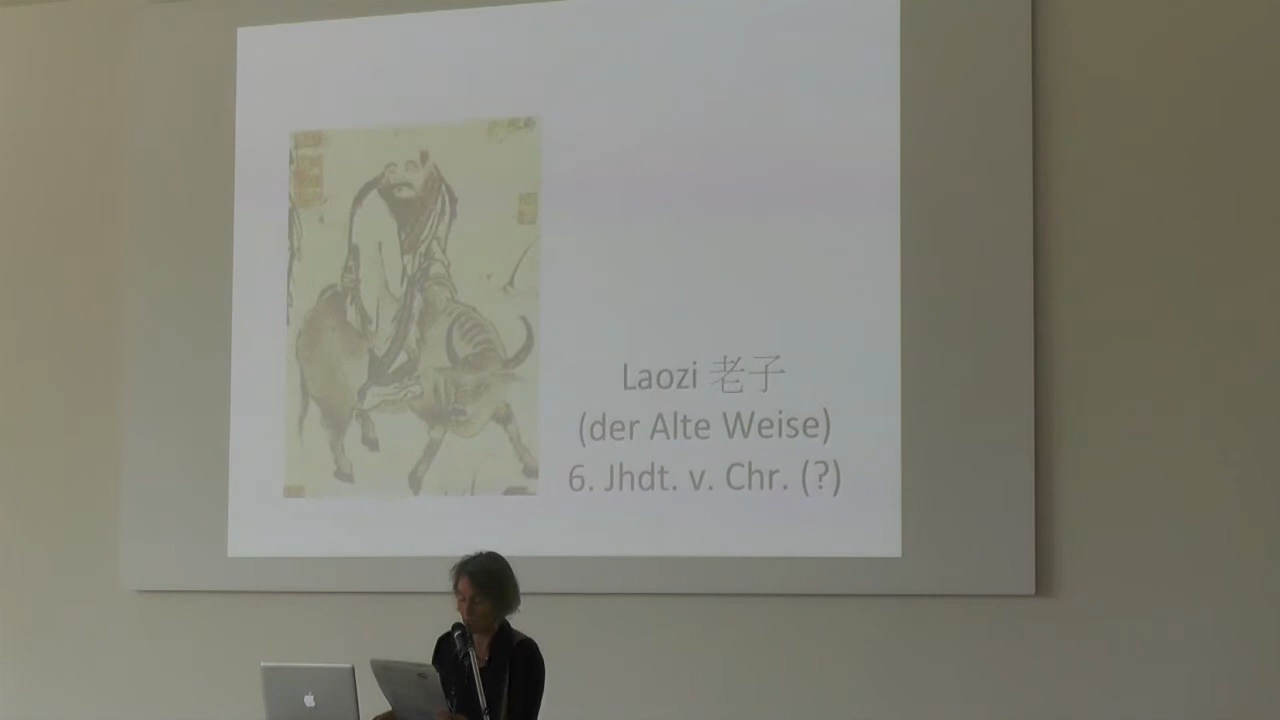 Laozi 老子
(der Alte Weise)
6. Jhdt. v. Chr. (?)